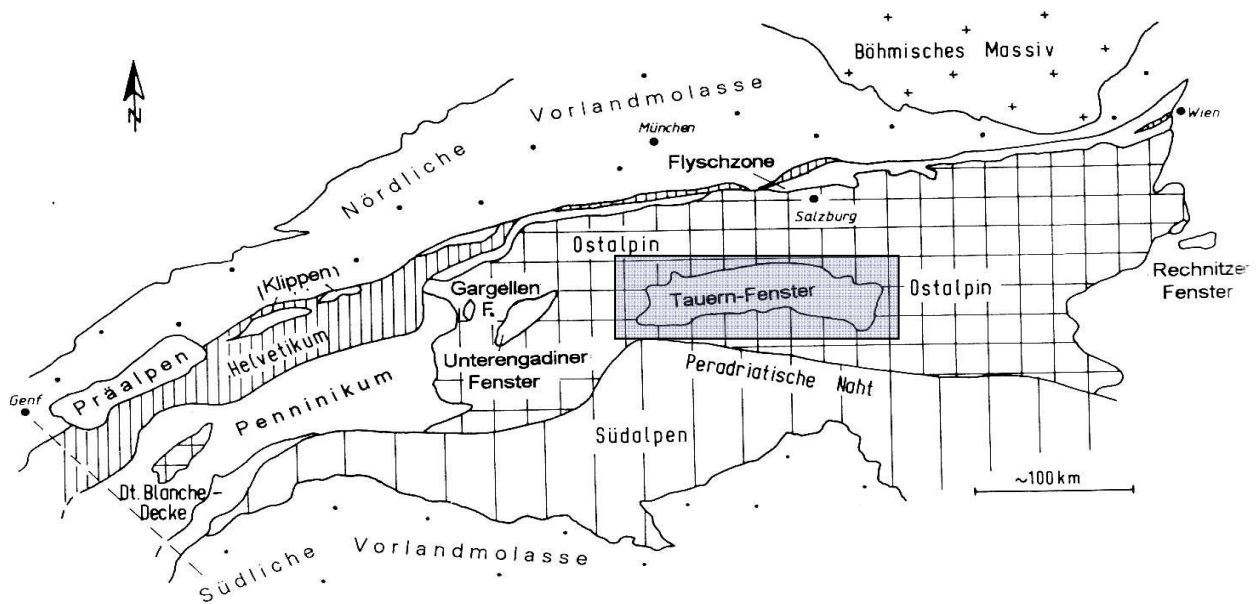 Böhmisches Massiv
N
Nördliche Vorlandmolasse
München
Wien
Flyschzone
Salzburg
Ostalpin
Klippen
Gargellen
F.
Tauern-Fenster
Ostalpin
Rechnitzer
Fenster
Helvetikum
Unterengadiner
Fenster
Präalpen
Genf
Penninikum
Peradriatische Naht
Südalpen
Dt. Blanche-
Decke
~100 km
Südliche Vorlandmolasse